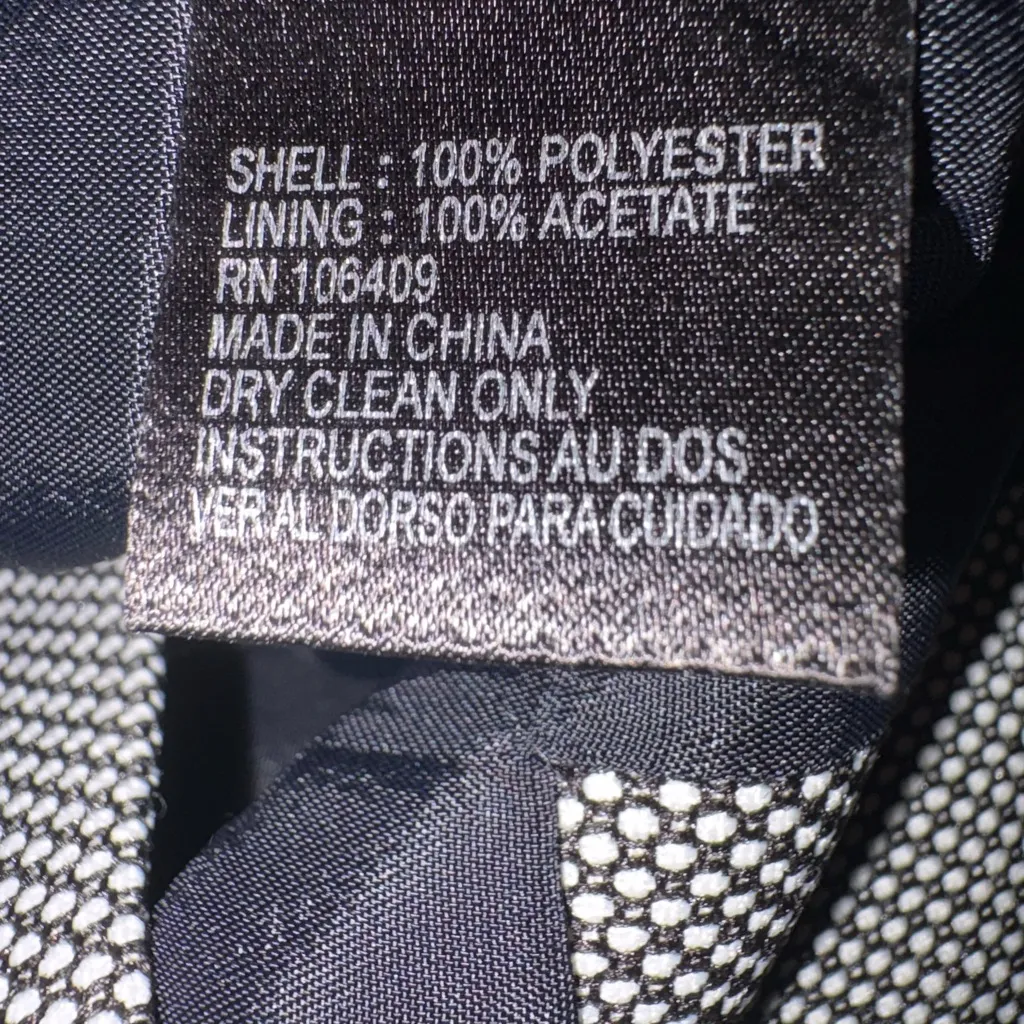 SHELL : 100% POLYESTER
LINING : 100% ACETATE
RN 106409
MADE IN CHINA
DRY CLEAN ONLY
INSTRUCTIONS AU DOS
VER AL DORSO PARA CUIDADO